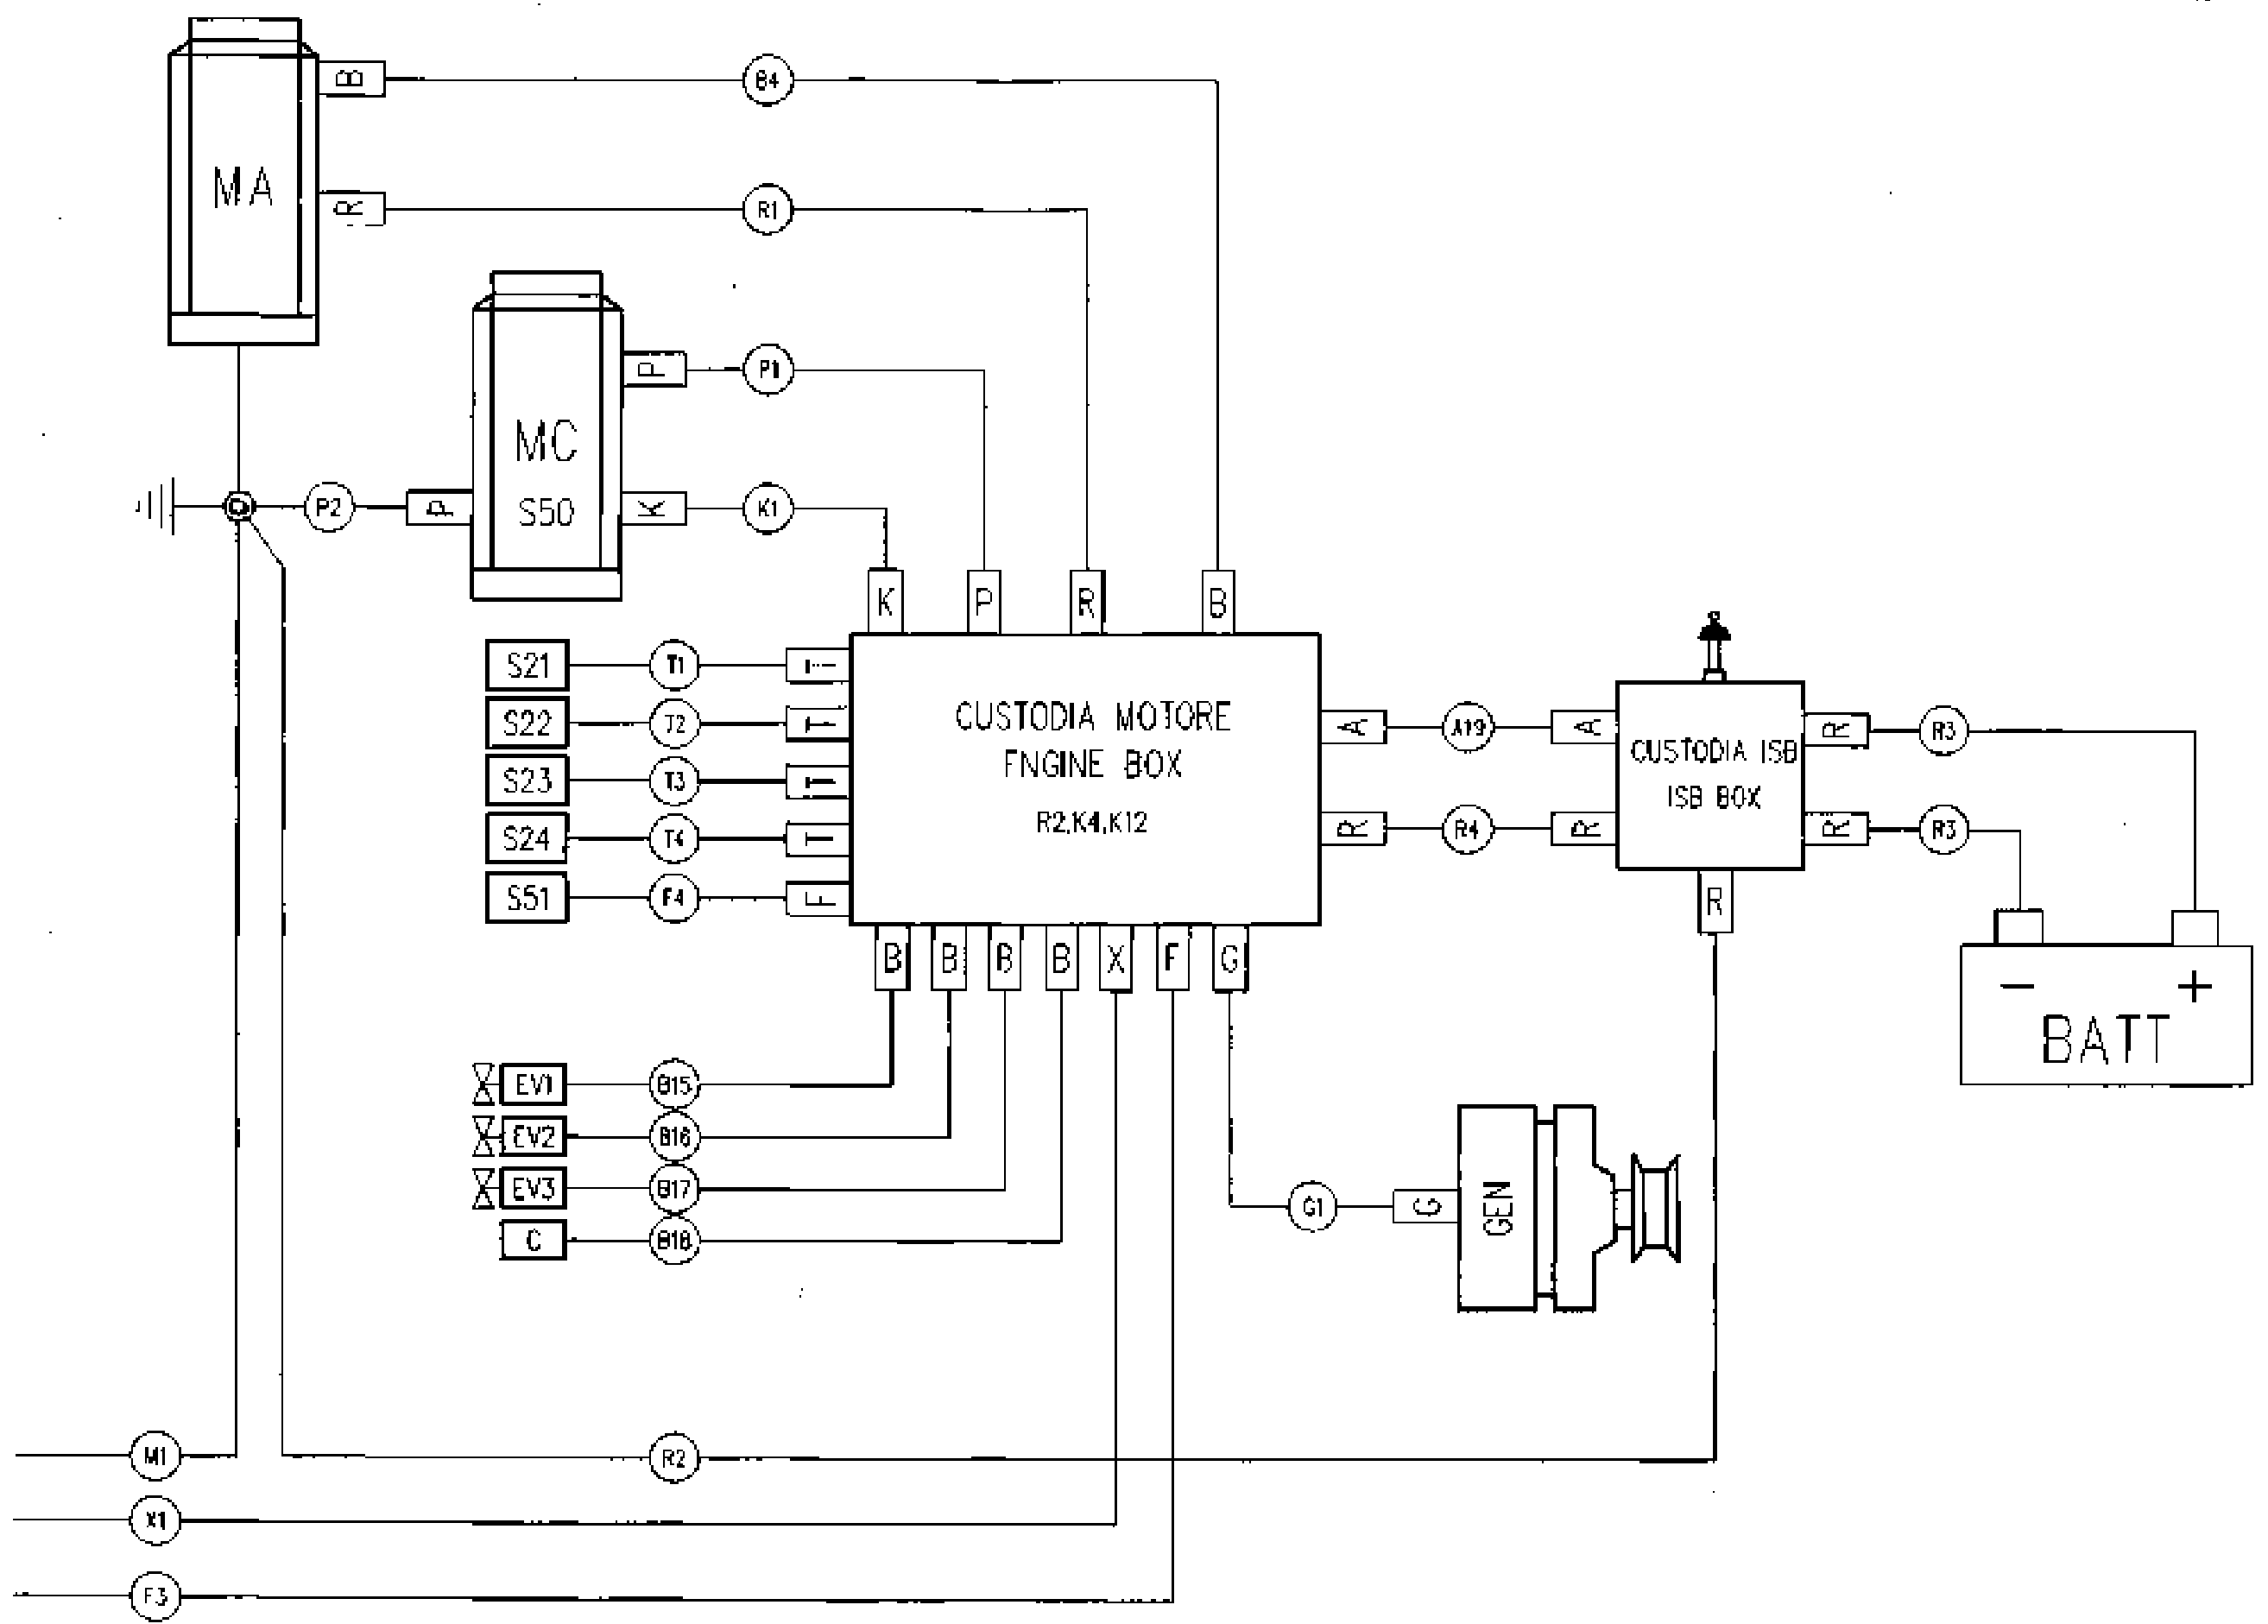 B
B4
MA
R
R1
P
P1
MC
P2
P
S50
K
K1
K
P
R
B
S21
T1
T
S22
T2
T
S23
T3
T
S24
T4
T
S51
F4
F
CUSTODIA MOTORE
ENGINE BOX
R2,K4,K12
A
A19
A
R
R4
R
CUSTODIA ISB
ISB BOX
R
R3
R
R3
R
B
B
B
B
X
F
G
- +
BATT
EV1
B15
EV2
B16
EV3
B17
C
B18
G1
G
GEN
M1
R2
X1
F3